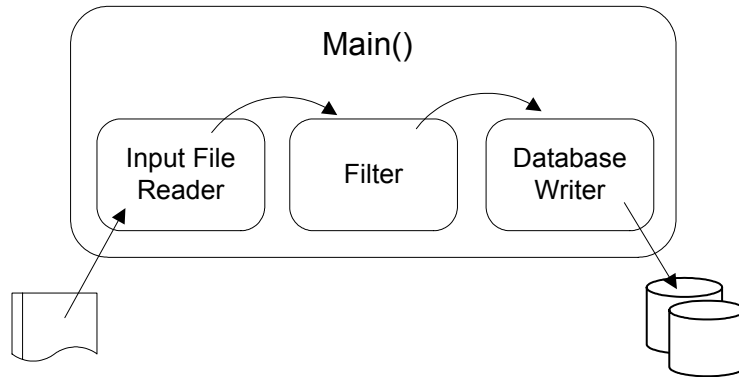 Main()
Input File
Reader
Filter
Database
Writer